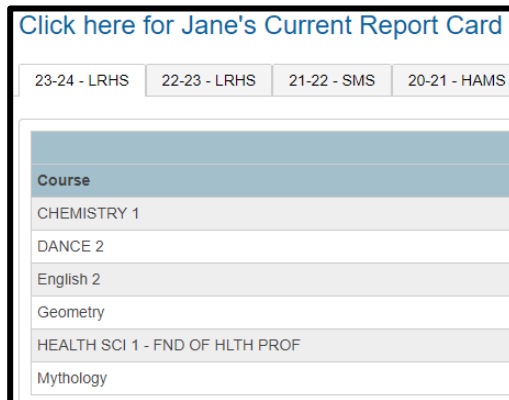 Click here for Jane's Current Report Card
23-24 - LRHS 22-23 - LRHS 21-22 - SMS 20-21 - HAMS
Course
CHEMISTRY 1
DANCE 2
English 2
Geometry
HEALTH SCI 1 - FND OF HLTH PROF
Mythology